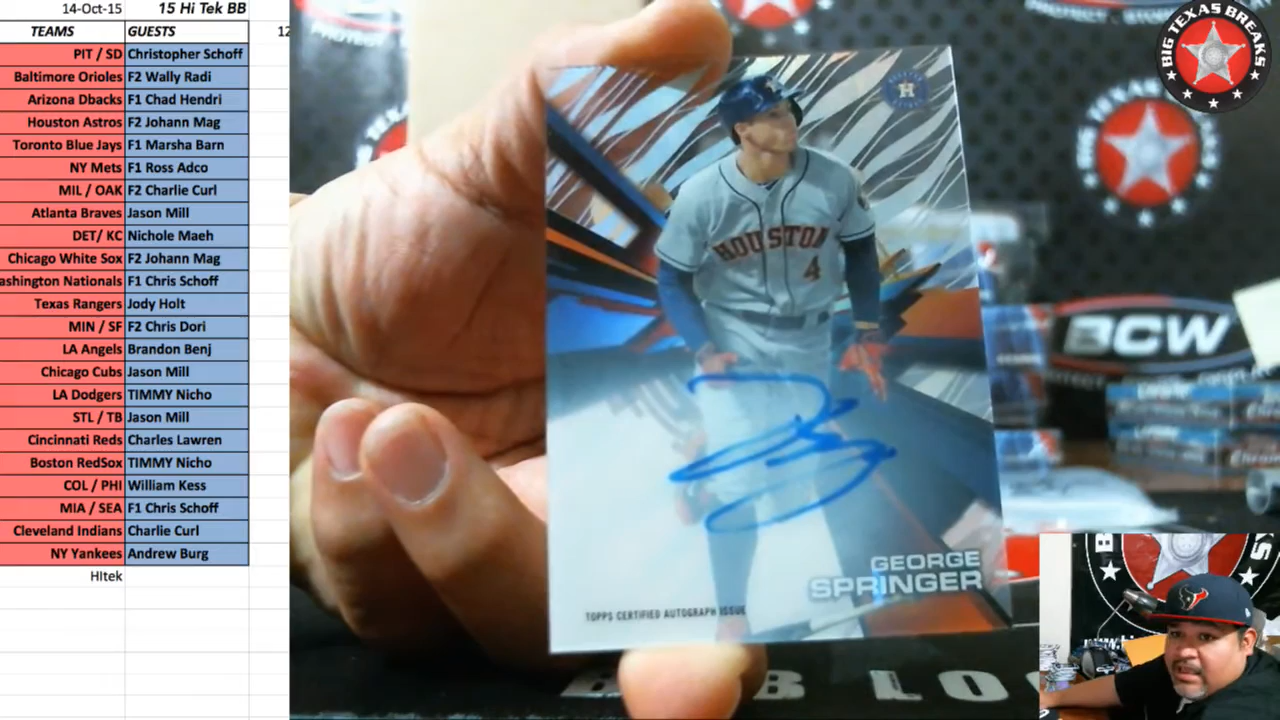 14-Oct-15 15 Hi Tek BB
TEAMS GUESTS 12
PIT / SD Christopher Schoff
Baltimore Orioles F2 Wally Radi
Arizona Dbacks F1 Chad Hendri
Houston Astros F2 Johann Mag
Toronto Blue Jays F1 Marsha Barn
NY Mets F1 Ross Adco
MIL / OAK F2 Charlie Curl
Atlanta Braves Jason Mill
DET/ KC Nichole Maeh
Chicago White Sox F2 Johann Mag
ashington Nationals F1 Chris Schoff
Texas Rangers Jody Holt
MIN / SF F2 Chris Dori
LA Angels Brandon Benj
Chicago Cubs Jason Mill
LA Dodgers TIMMY Nicho
STL / TB Jason Mill
Cincinnati Reds Charles Lawren
Boston RedSox TIMMY Nicho
COL / PHI William Kess
MIA / SEA F1 Chris Schoff
Cleveland Indians Charlie Curl
NY Yankees Andrew Burg
HItek
HOUSTON
4
H
GEORGE
SPRINGER
TOPPS CERTIFIED AUTOGRAPH ISSUE
BIG TEXAS BREAKS
BIG TEXAS BREAKS
BCW